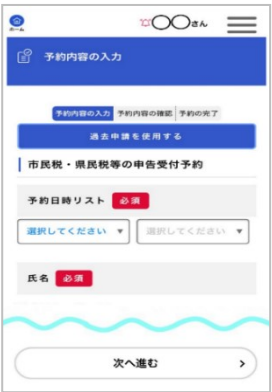 ホーム
〇〇さん
予約内容の入力
予約内容の入力 予約内容の確認 予約の完了
過去申請を使用する
市民税・県民税等の申告受付予約
予約日時リスト 必須
選択してください ▼ 選択してください ▼
氏名 必須
次へ進む >